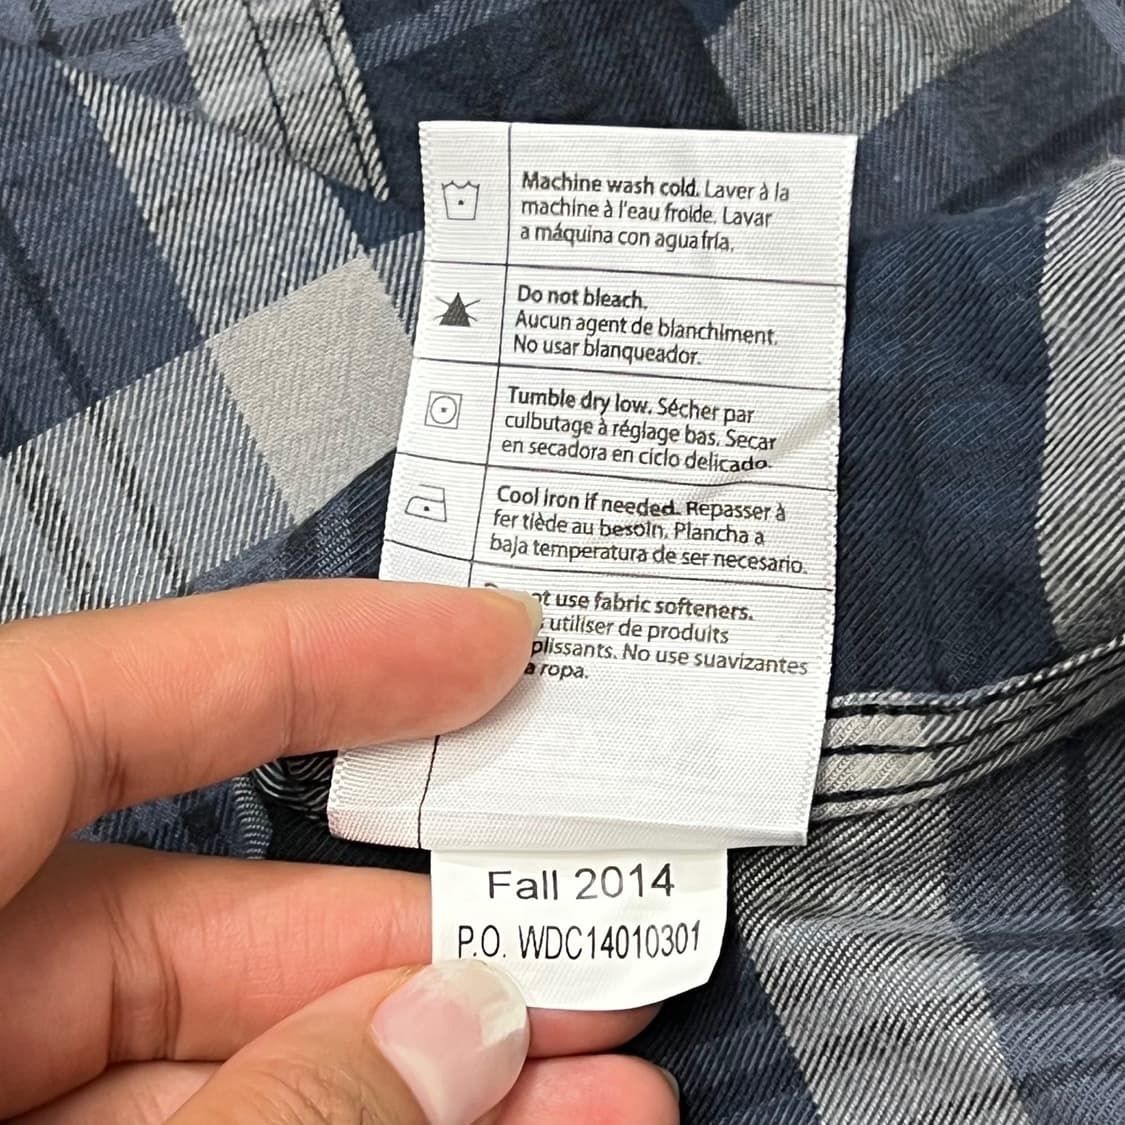 Machine wash cold. Laver à la
machine à l'eau froide. Lavar
a máquina con agua fría.
Do not bleach.
Aucun agent de blanchiment.
No usar blanqueador.
Tumble dry low. Sécher par
culbutage à réglage bas. Secar
en secadora en ciclo delicado.
Cool iron if needed. Repasser à
fer tiède au besoin. Plancha a
baja temperatura de ser necesario.
use fabric softeners.
utiliser de produits
No use suavizantes
ropa.
Fall 2014
P.O. WDC14010301